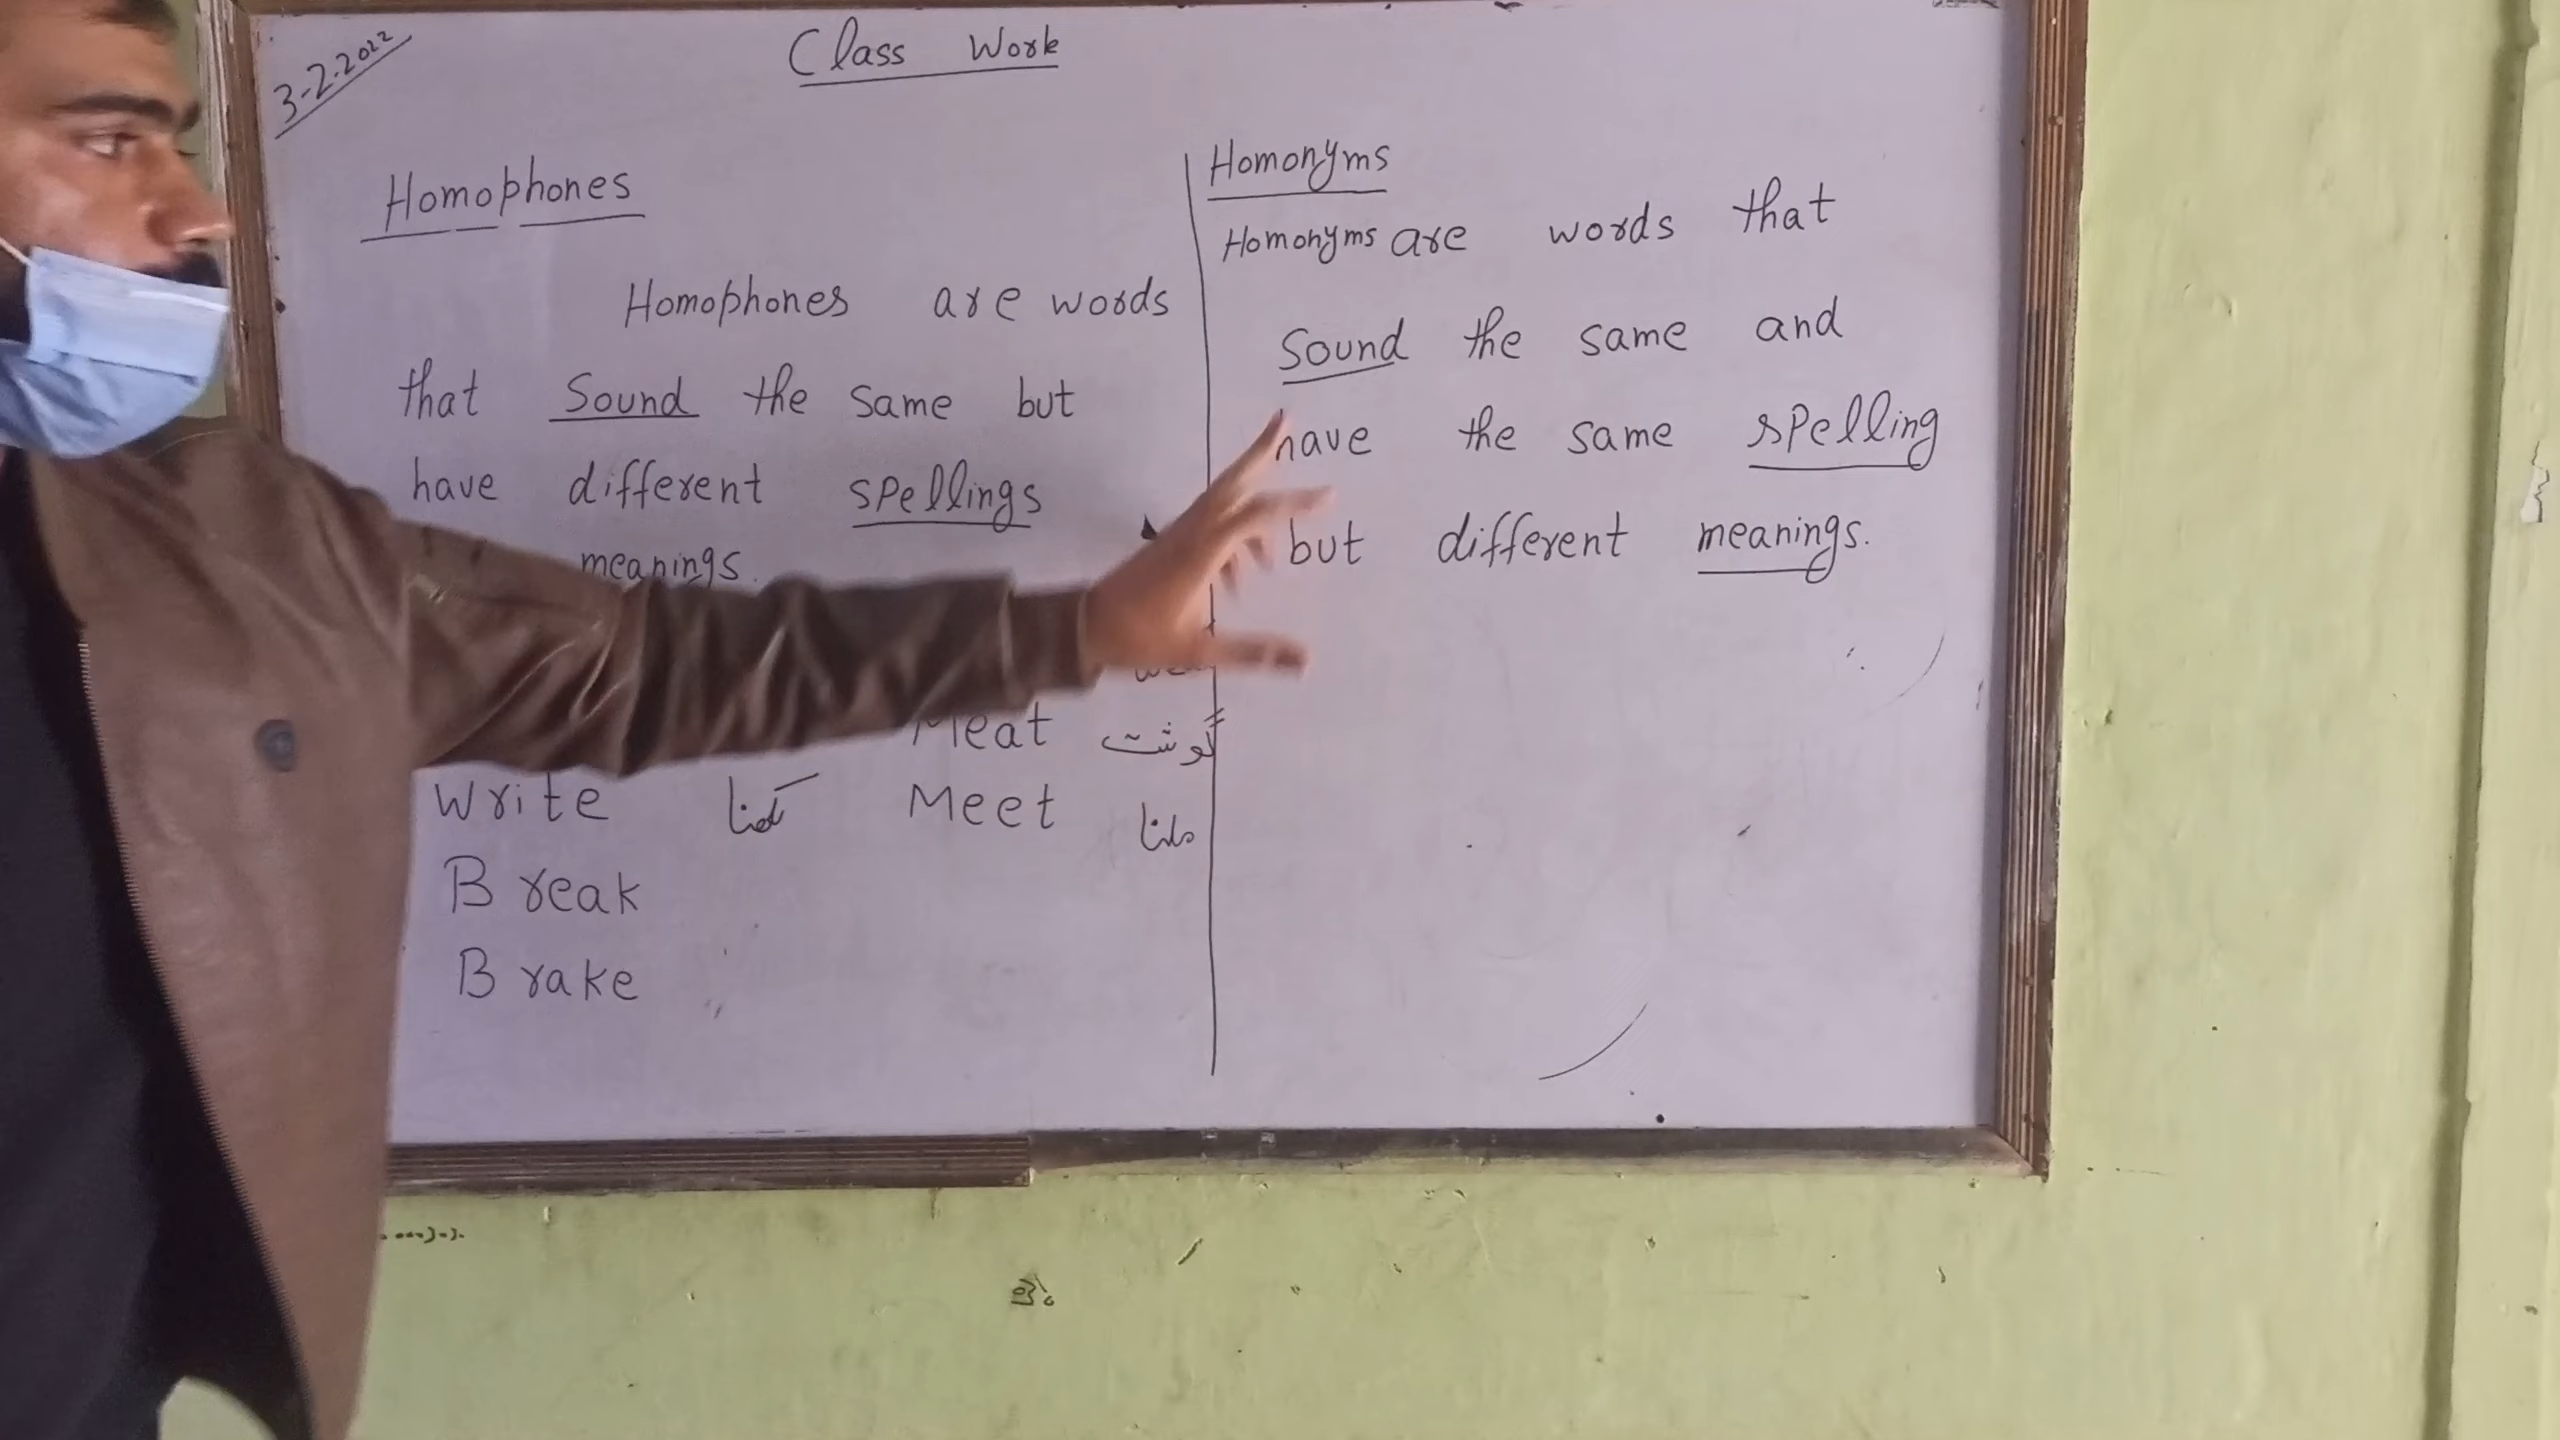 3-2-2022
Class Work
Homophones
Homophones are words
that Sound the same but
have different spellings
meanings.
Meat گوشت
Write لکھنا Meet ملنا
Break
Brake
Homonyms
Homonyms are words that
Sound the same and
have the same spelling
but different meanings.